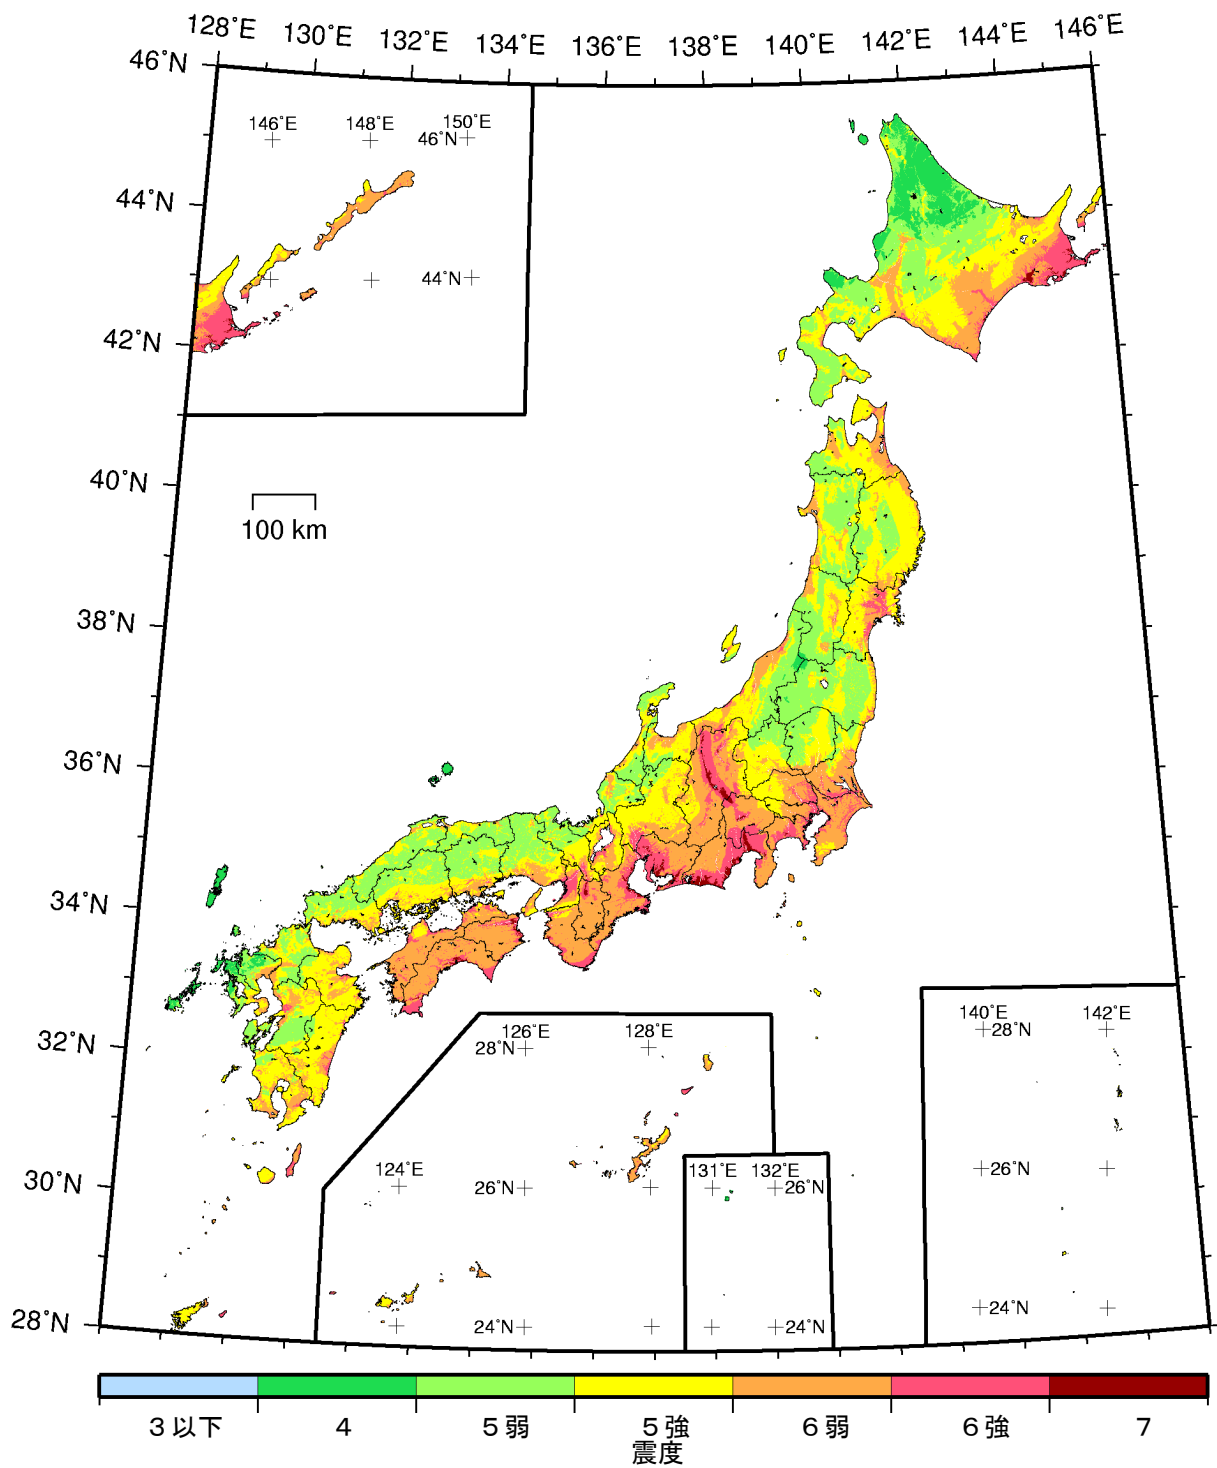 128°E 130°E 132°E 134°E 136°E 138°E 140°E 142°E 144°E 146°E
46°N
146°E 148°E 150°E
46°N
44°N
44°N
42°N
40°N
100 km
38°N
36°N
34°N
32°N
126°E 128°E
28°N
140°E 142°E
28°N
124°E
26°N
131°E 132°E
26°N
26°N
30°N
24°N
24°N
24°N
28°N
3以下 4 5弱 5強 6弱 6強 7
震度